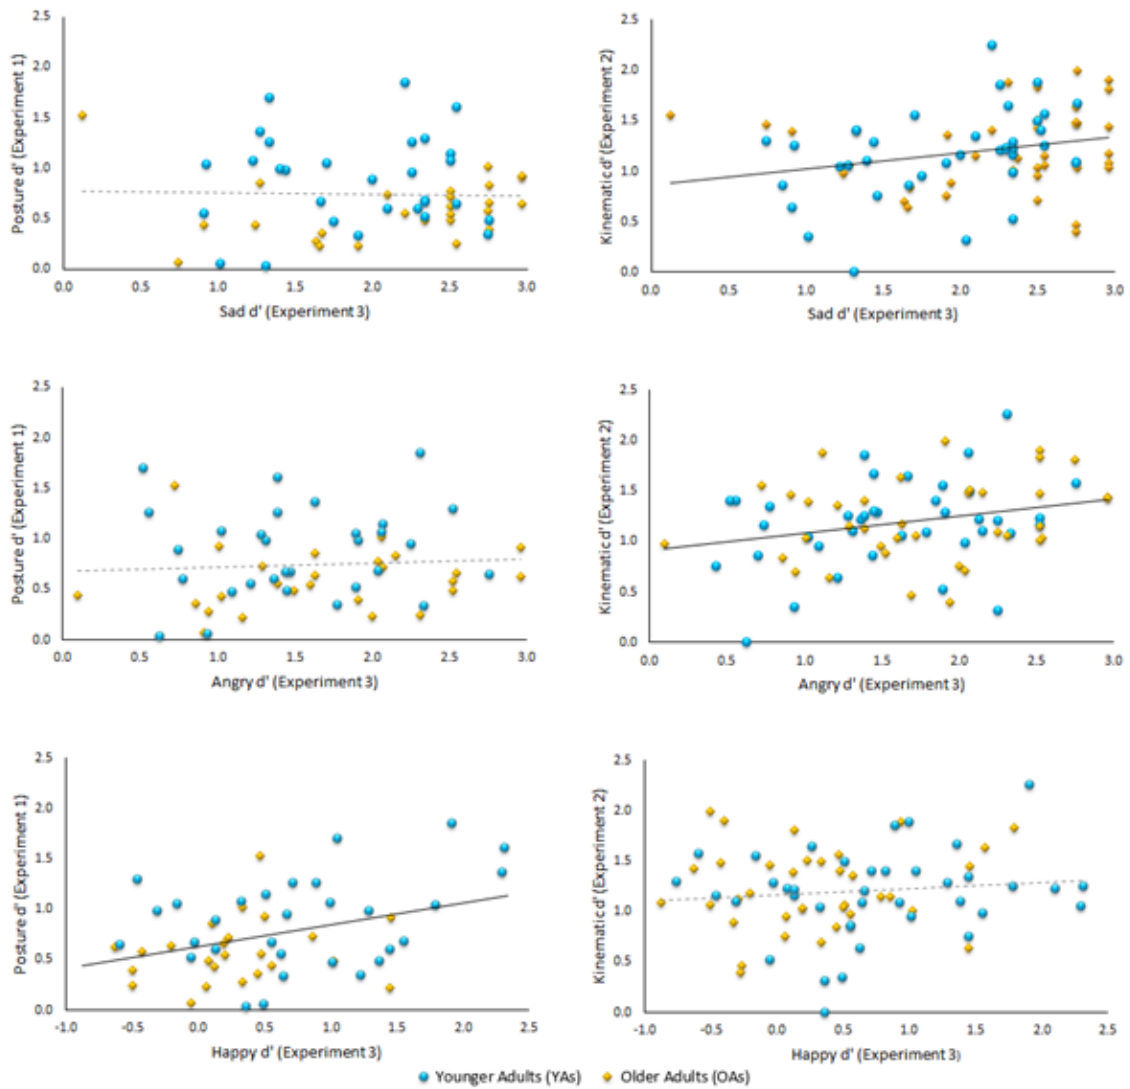 2.5
2.0
1.5
1.0
0.5
0.0
Posture d' (Experiment 1)
0.0 0.5 1.0 1.5 2.0 2.5 3.0
Sad d' (Experiment 3)
2.5
2.0
1.5
1.0
0.5
0.0
Kinematic d' (Experiment 2)
0.0 0.5 1.0 1.5 2.0 2.5 3.0
Sad d' (Experiment 3)
2.5
2.0
1.5
1.0
0.5
0.0
Posture d' (Experiment 1)
0.0 0.5 1.0 1.5 2.0 2.5 3.0
Angry d' (Experiment 3)
2.5
2.0
1.5
1.0
0.5
0.0
Kinematic d' (Experiment 2)
0.0 0.5 1.0 1.5 2.0 2.5 3.0
Angry d' (Experiment 3)
2.5
2.0
1.5
1.0
0.5
0.0
Posture d' (Experiment 1)
-1.0 -0.5 0.0 0.5 1.0 1.5 2.0 2.5
Happy d' (Experiment 3)
2.5
2.0
1.5
1.0
0.5
0.0
Kinematic d' (Experiment 2)
-1.0 -0.5 0.0 0.5 1.0 1.5 2.0 2.5
Happy d' (Experiment 3)
Younger Adults (YAs) Older Adults (OAs)